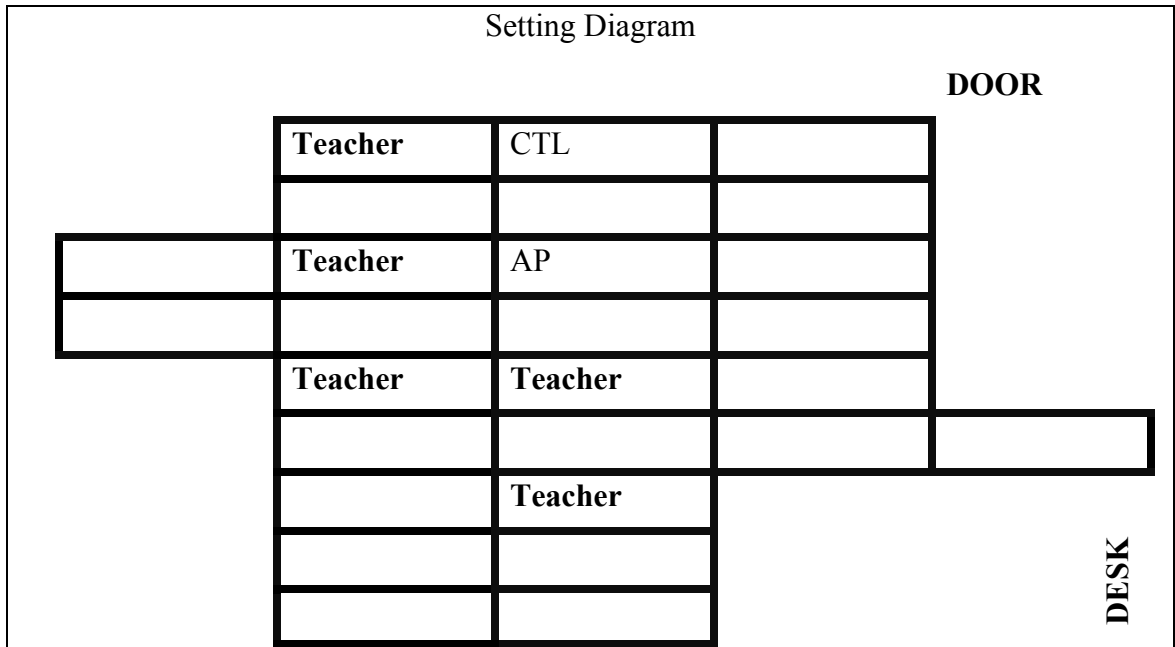 Setting Diagram
DOOR
Teacher CTL
Teacher AP
Teacher Teacher
Teacher
DESK